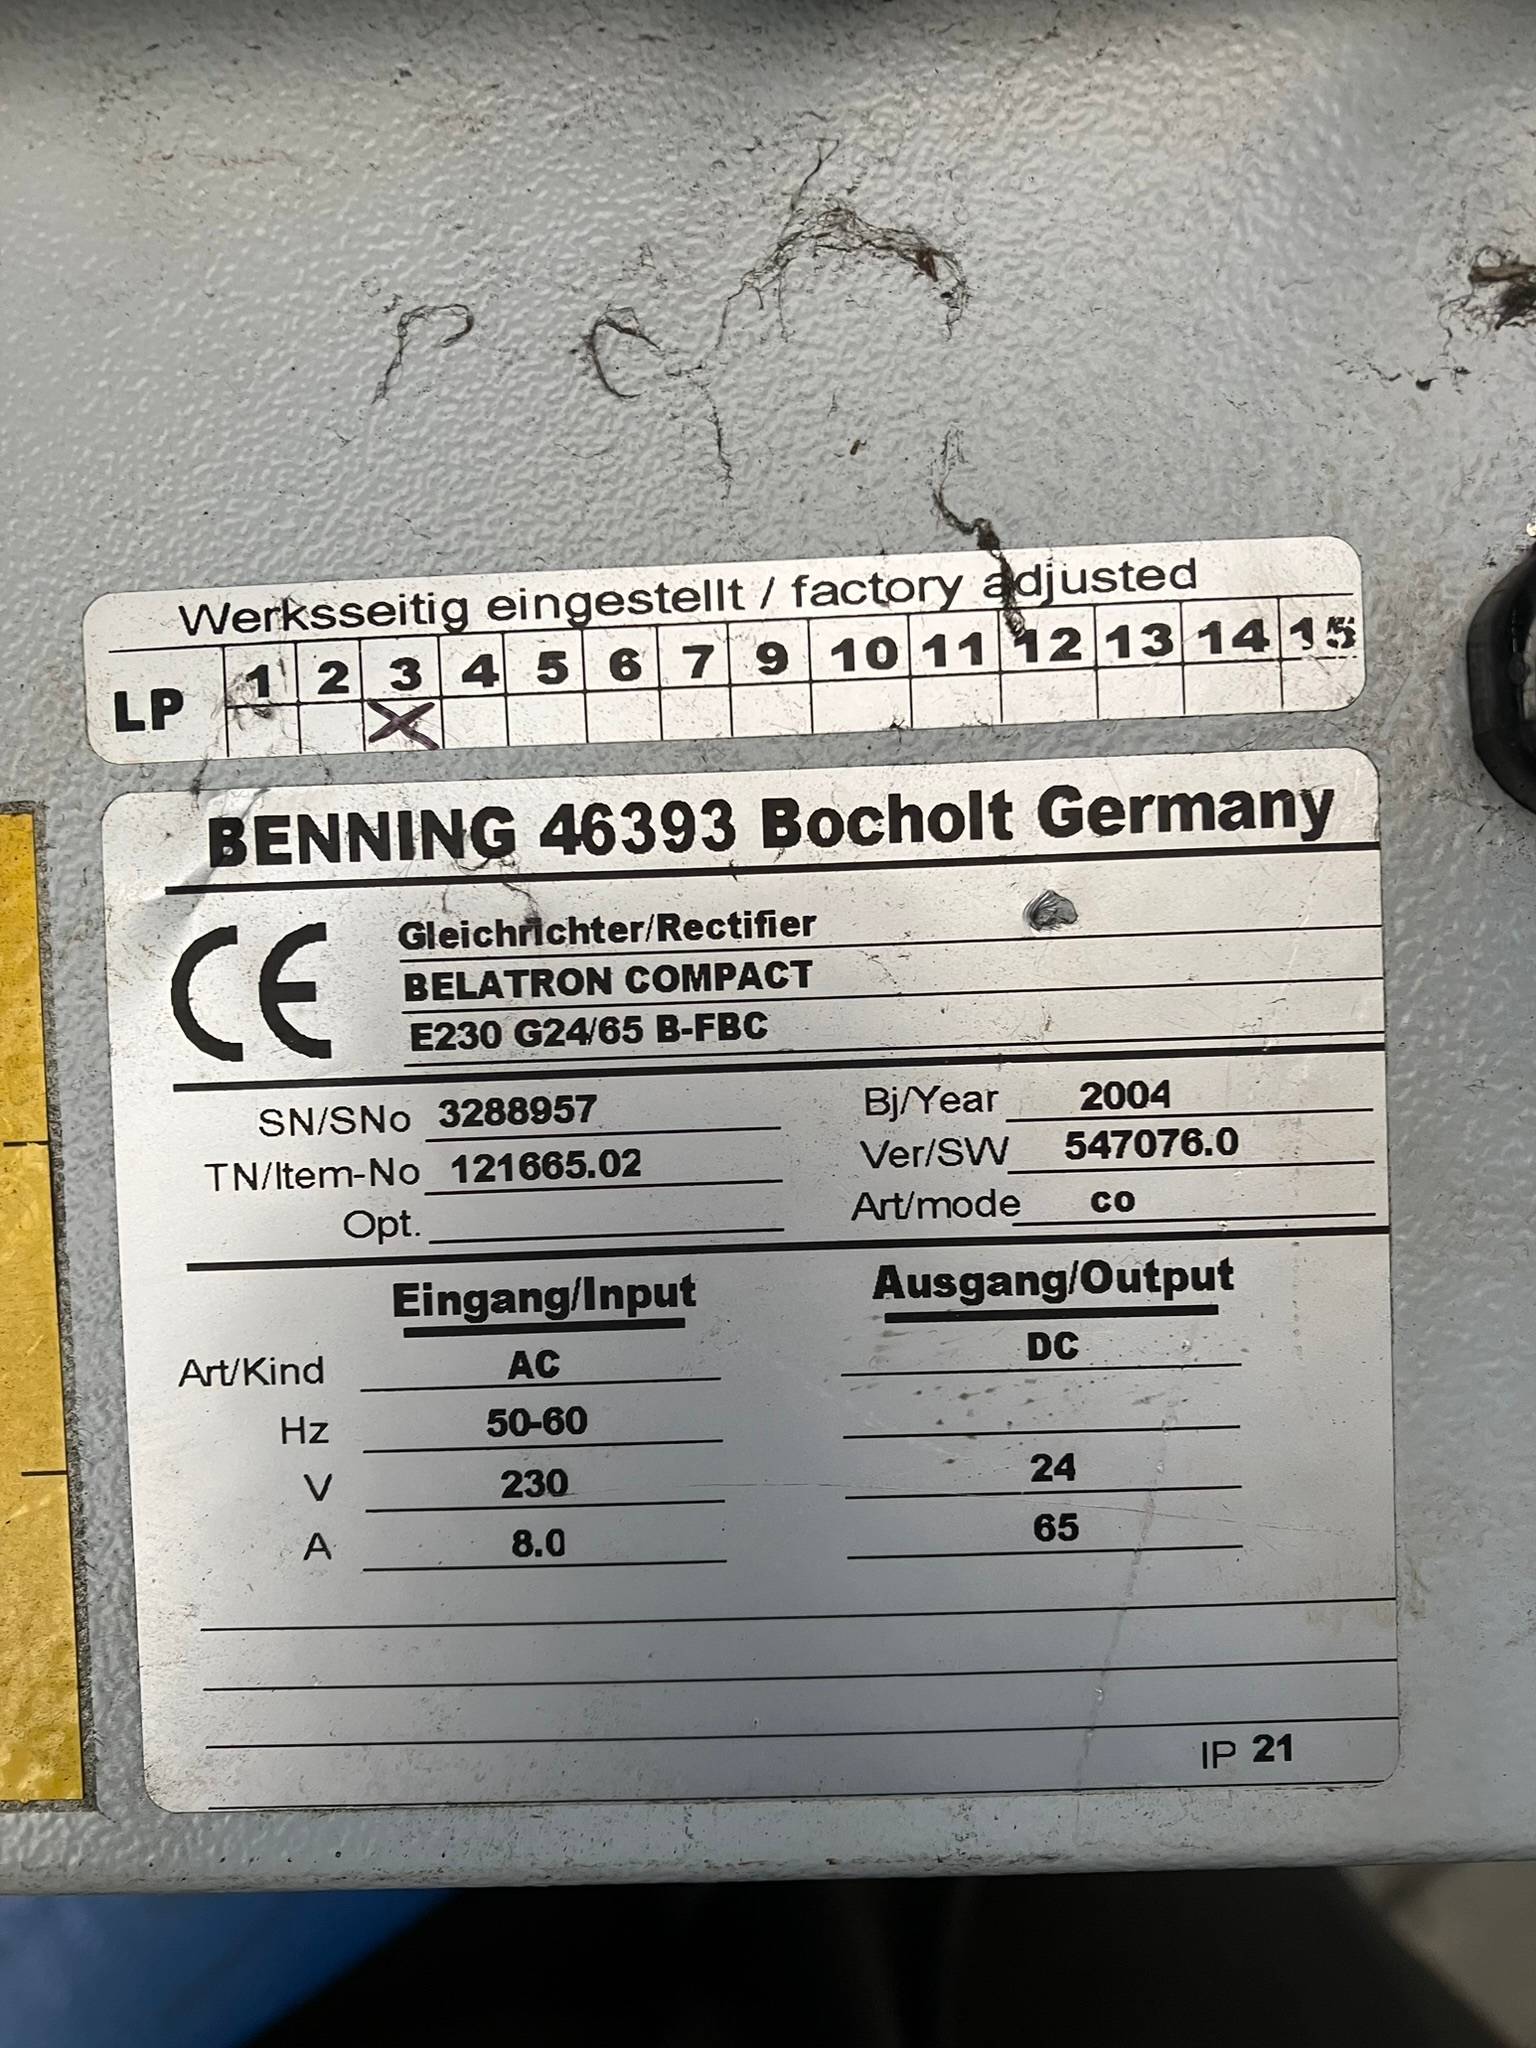 Werksseitig eingestellt / factory adjusted
LP 1 2 3 4 5 6 7 9 10 11 12 13 14 15
X
BENNING 46393 Bocholt Germany
CE Gleichrichter/Rectifier
BELATRON COMPACT
E230 G24/65 B-FBC
SN/SNo 3288957 Bj/Year 2004
TN/Item-No 121665.02 Ver/SW 547076.0
Opt. Art/mode co
Eingang/Input Ausgang/Output
Art/Kind AC DC
Hz 50-60
V 230 24
A 8.0 65
IP 21